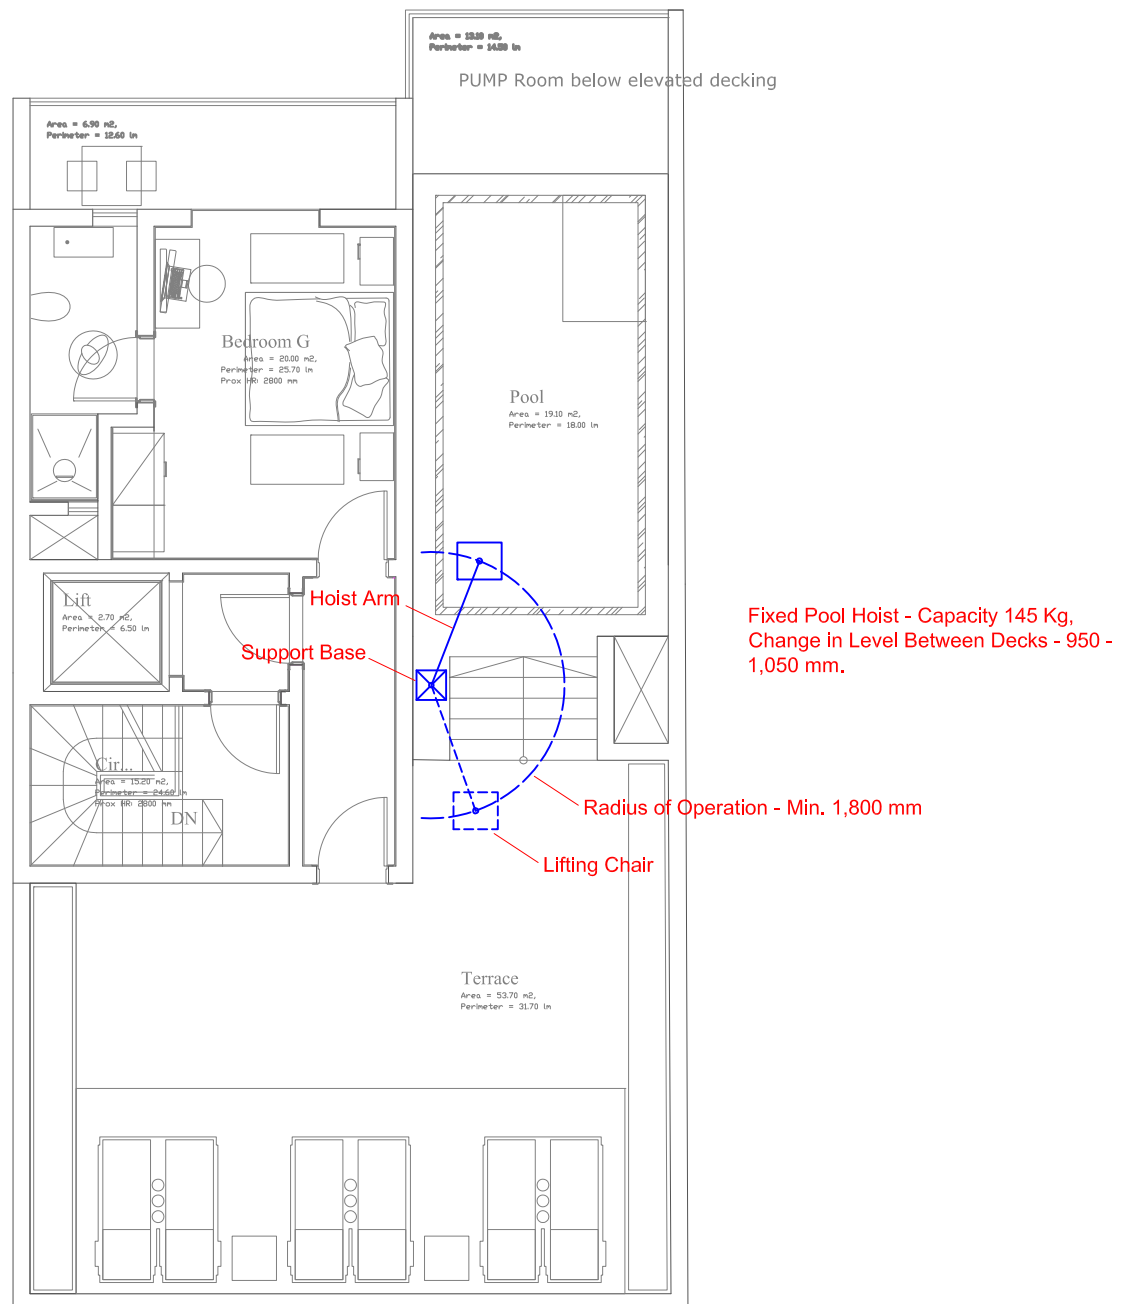 Area = 13.10 m2,
Perimeter = 14.50 lm
PUMP Room below elevated decking
Area = 6.90 m2,
Perimeter = 12.60 lm
Bedroom G
Area = 20.00 m2,
Perimeter = 25.70 lm
Prox HR: 2800 mm
Pool
Area = 19.10 m2,
Perimeter = 18.00 lm
Lift
Area = 2.70 m2,
Perimeter = 6.50 lm
Hoist Arm
Support Base
Fixed Pool Hoist - Capacity 145 Kg,
Change in Level Between Decks - 950 -
1,050 mm.
Cir...
Area = 15.20 m2,
Perimeter = 24.60 lm
Prox HR: 2800 mm
DN
Radius of Operation - Min. 1,800 mm
Lifting Chair
Terrace
Area = 53.70 m2,
Perimeter = 31.70 lm